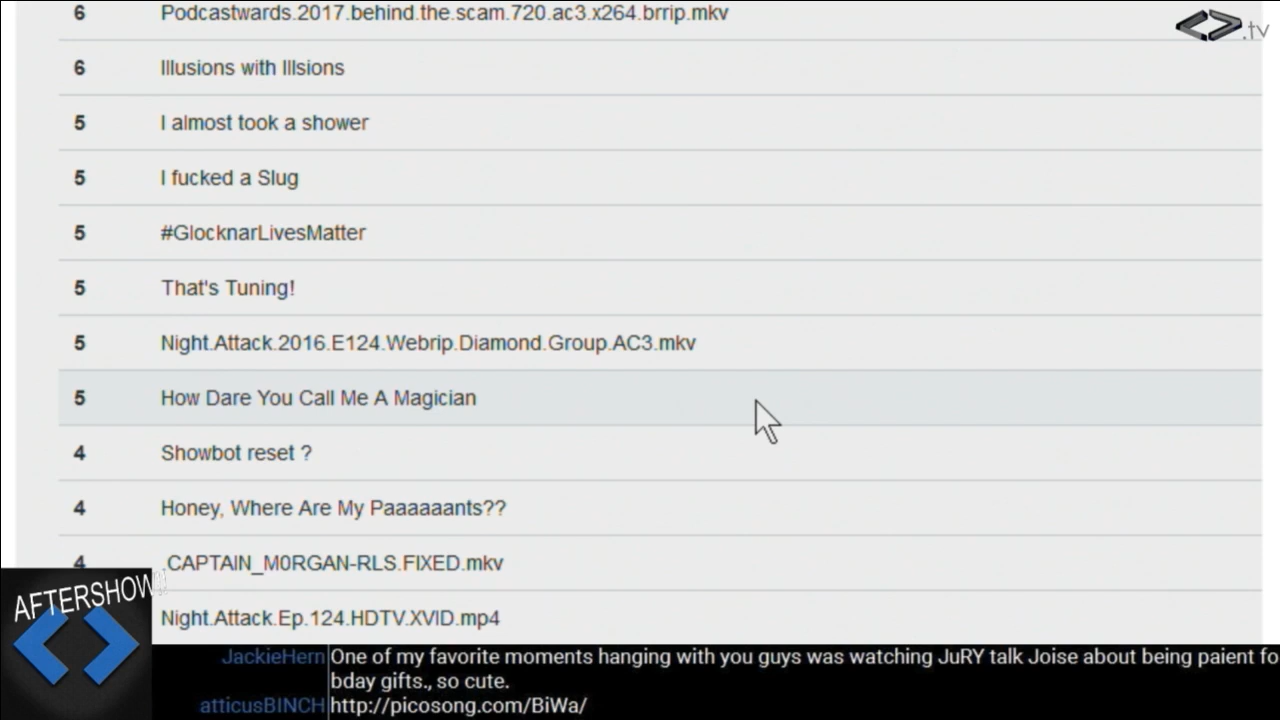 6 Podcastwards.2017.behind.the.scam.720.ac3.x264.brrip.mkv
.tv
6 Illusions with Illsions
5 I almost took a shower
5 I fucked a Slug
5 #GlocknarLivesMatter
5 That's Tuning!
5 Night.Attack.2016.E124.Webrip.Diamond.Group.AC3.mkv
5 How Dare You Call Me A Magician
4 Showbot reset ?
4 Honey, Where Are My Paaaaaants??
4 .CAPTAIN_M0RGAN-RLS.FIXED.mkv
Night.Attack.Ep.124.HDTV.XVID.mp4
AFTERSHOW!!
JackieHern One of my favorite moments hanging with you guys was watching JuRY talk Joise about being paient fo
bday gifts., so cute.
atticusBINCH http://picosong.com/BiWa/